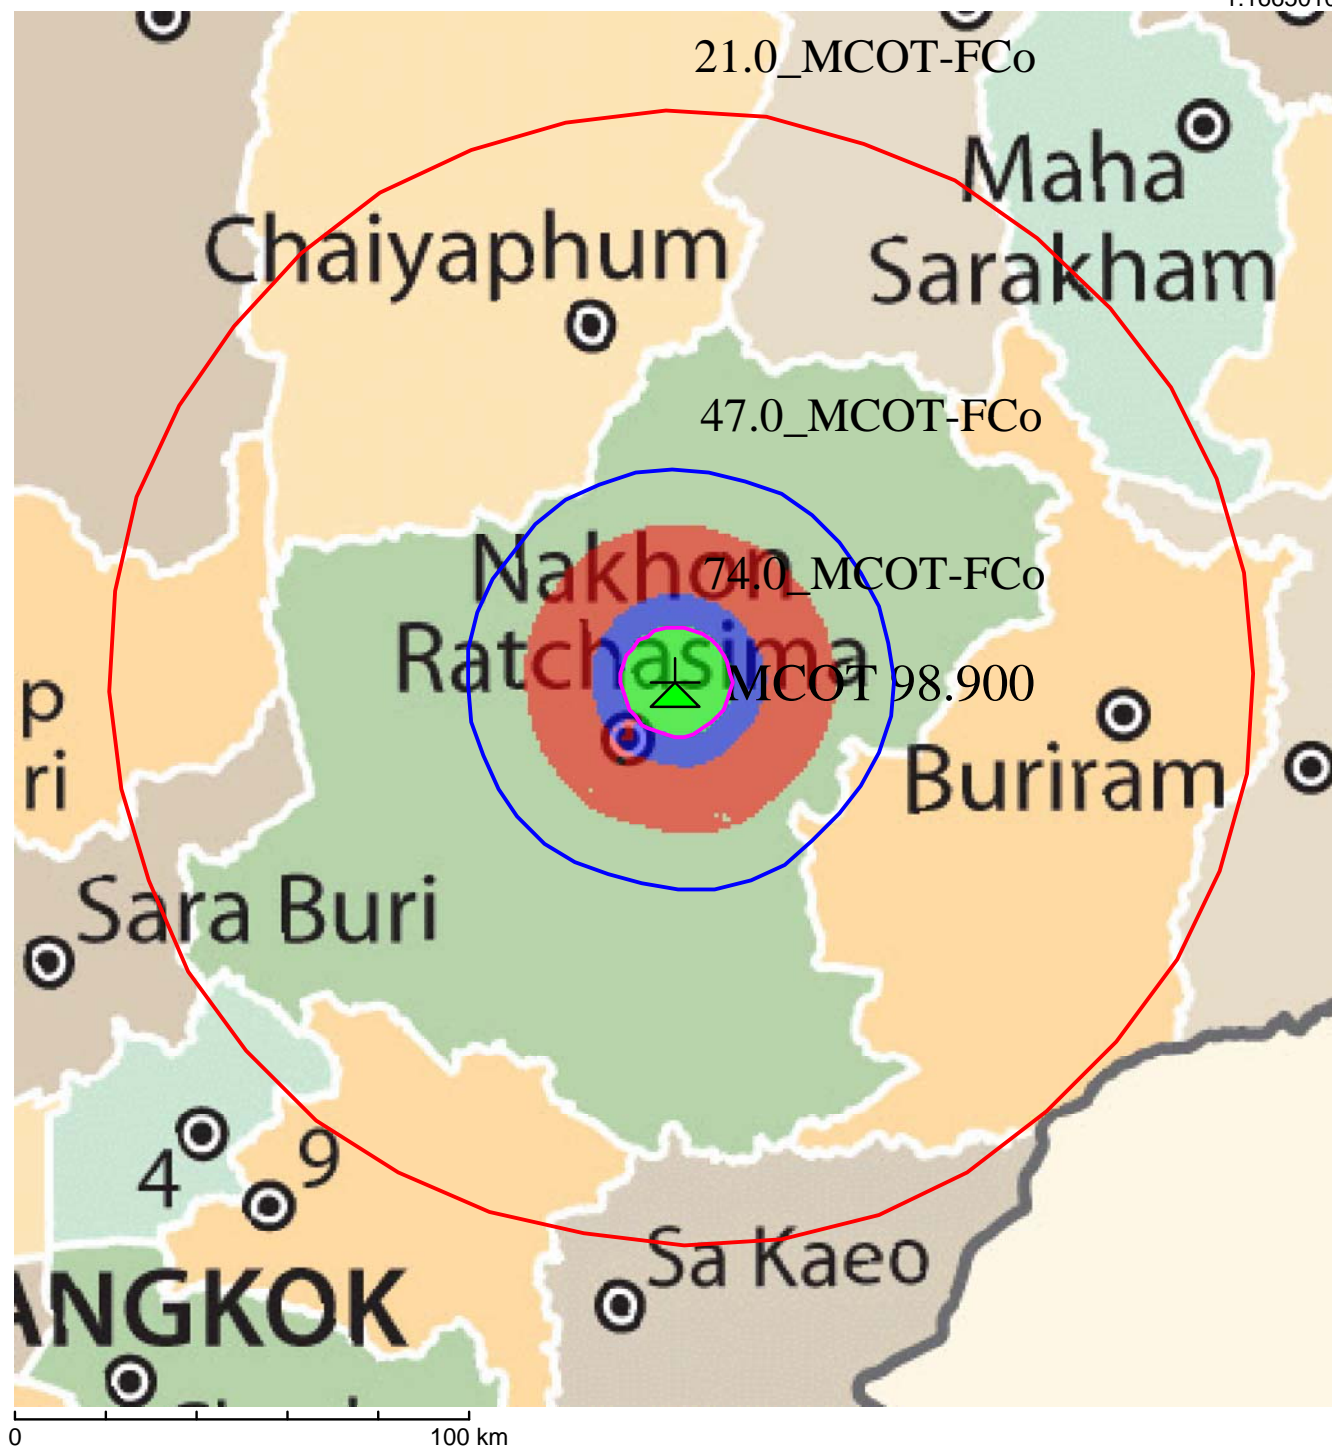 21.0_MCOT-FCo
Maha
Sarakham
Chaiyaphum
47.0_MCOT-FCo
Nakhon
74.0_MCOT-FCo
Ratchasima
MCOT 98.900
p
ri
Buriram
Sara Buri
4
9
Sa Kaeo
ANGKOK
0
100 km